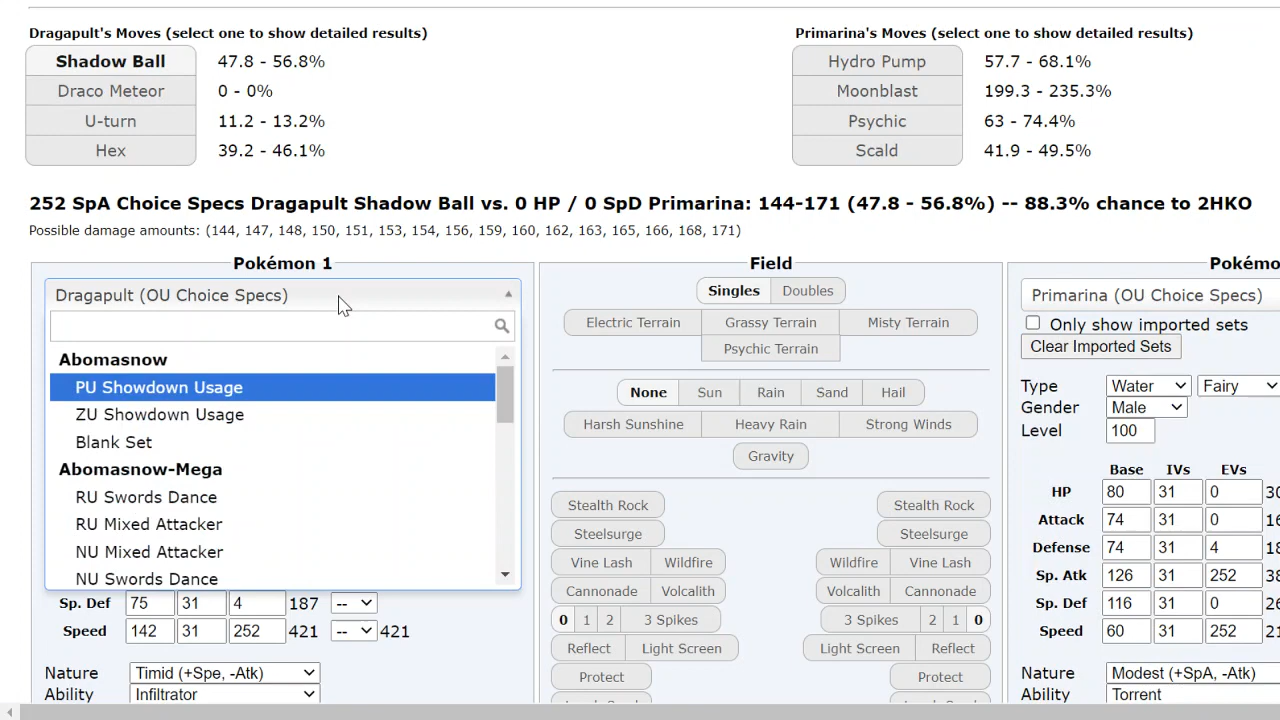 Dragapult's Moves (select one to show detailed results)
Primarina's Moves (select one to show detailed results)
Shadow Ball 47.8 - 56.8%
Draco Meteor 0 - 0%
U-turn 11.2 - 13.2%
Hex 39.2 - 46.1%
Hydro Pump 57.7 - 68.1%
Moonblast 199.3 - 235.3%
Psychic 63 - 74.4%
Scald 41.9 - 49.5%
252 SpA Choice Specs Dragapult Shadow Ball vs. 0 HP / 0 SpD Primarina: 144-171 (47.8 - 56.8%) -- 88.3% chance to 2HKO
Possible damage amounts: (144, 147, 148, 150, 151, 153, 154, 156, 159, 160, 162, 163, 165, 166, 168, 171)
Pokémon 1
Dragapult (OU Choice Specs)
Abomasnow
PU Showdown Usage
ZU Showdown Usage
Blank Set
Abomasnow-Mega
RU Swords Dance
RU Mixed Attacker
NU Mixed Attacker
NU Swords Dance
Sp. Def 75 31 4 187 --
Speed 142 31 252 421 -- 421
Nature Timid (+Spe, -Atk)
Ability Infiltrator
Field
Singles Doubles
Electric Terrain Grassy Terrain Misty Terrain
Psychic Terrain
None Sun Rain Sand Hail
Harsh Sunshine Heavy Rain Strong Winds
Gravity
Stealth Rock Stealth Rock
Steelsurge Steelsurge
Vine Lash Wildfire Wildfire Vine Lash
Cannonade Volcalith Volcalith Cannonade
0 1 2 3 Spikes 3 Spikes 2 1 0
Reflect Light Screen Light Screen Reflect
Protect Protect
Pokémo
Primarina (OU Choice Specs)
Only show imported sets
Clear Imported Sets
Type Water Fairy
Gender Male
Level 100
Base IVs EVs
HP 80 31 0 30
Attack 74 31 0 18
Defense 74 31 4 18
Sp. Atk 126 31 252 38
Sp. Def 116 31 0 26
Speed 60 31 252 21
Nature Modest (+SpA, -Atk)
Ability Torrent